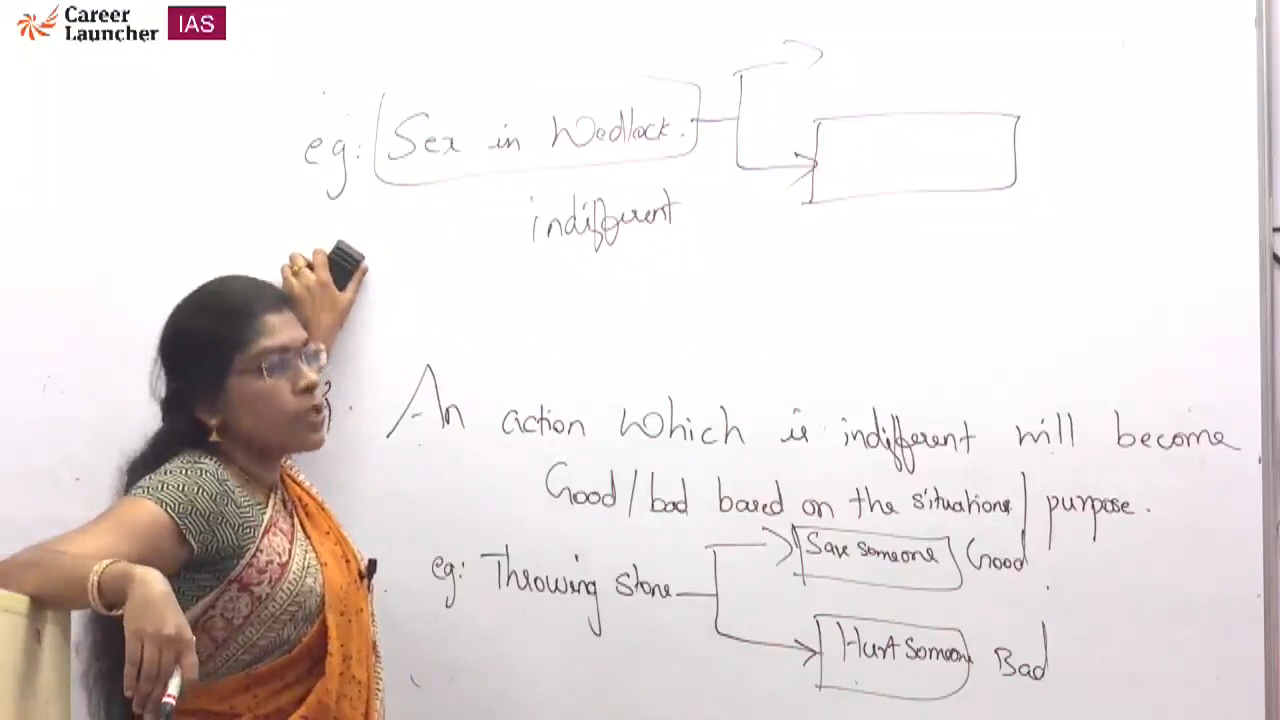 Career
Launcher
IAS
eg: Sex in Wedlock.
indifferent
An action which is indifferent will become
Good/bad based on the situations/ purpose.
Save someone Good
eg: Throwing stone
Hurt Someone Bad